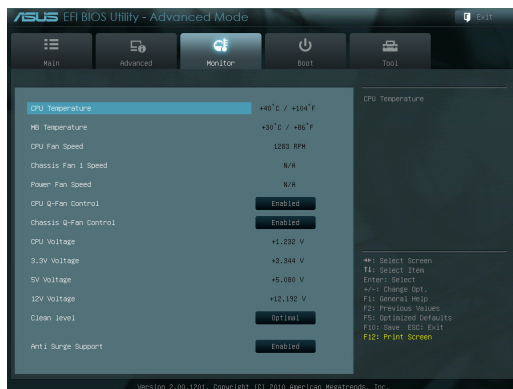 ASUS EFI BIOS Utility - Advanced Mode
Exit
Main
Advanced
Monitor
Boot
Tool
CPU Temperature +40°C / +104°F
MB Temperature +30°C / +86°F
CPU Fan Speed 1283 RPM
Chassis Fan 1 Speed N/A
Power Fan Speed N/A
CPU Q-Fan Control Enabled
Chassis Q-Fan Control Enabled
CPU Voltage +1.232 V
3.3V Voltage +3.344 V
5V Voltage +5.080 V
12V Voltage +12.192 V
Clean level Optimal
Anti Surge Support Enabled
CPU Temperature
→←: Select Screen
↑↓: Select Item
Enter: Select
+/-: Change Opt.
F1: General Help
F2: Previous Values
F5: Optimized Defaults
F10: Save ESC: Exit
F12: Print Screen
Version 2.00.1201. Copyright (C) 2010 American Megatrends, Inc.